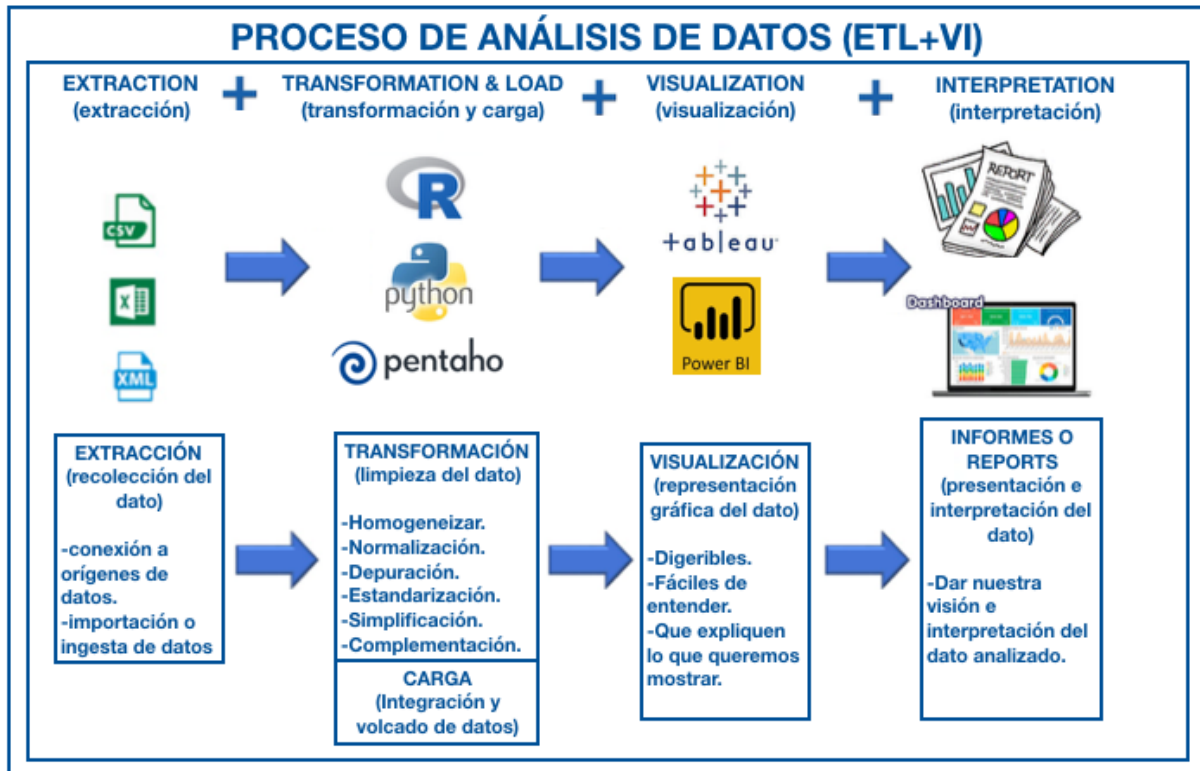 PROCESO DE ANÁLISIS DE DATOS (ETL+VI)
EXTRACTION
(extracción)
+
TRANSFORMATION & LOAD
(transformación y carga)
+
VISUALIZATION
(visualización)
+
INTERPRETATION
(interpretación)
CSV
X
XML
R
python
pentaho
+ableau
Power BI
REPORT
Dashboard
EXTRACCIÓN
(recolección del
dato)
-conexión a
orígenes de
datos.
-importación o
ingesta de datos
TRANSFORMACIÓN
(limpieza del dato)
-Homogeneizar.
-Normalización.
-Depuración.
-Estandarización.
-Simplificación.
-Complementación.
CARGA
(Integración y
volcado de datos)
VISUALIZACIÓN
(representación
gráfica del dato)
-Digeribles.
-Fáciles de
entender.
-Que expliquen
lo que queremos
mostrar.
INFORMES O
REPORTS
(presentación e
interpretación del
dato)
-Dar nuestra
visión e
interpretación del
dato analizado.